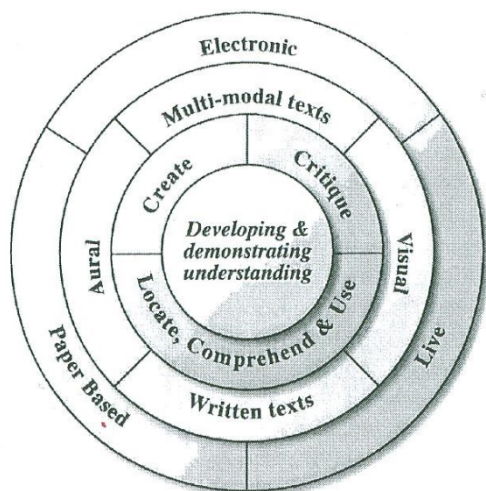 Electronic
Multi-modal texts
Create
Critique
Developing &
demonstrating
understanding
Aural
Visual
Locate, Comprehend & Use
Live
Paper Based
Written texts